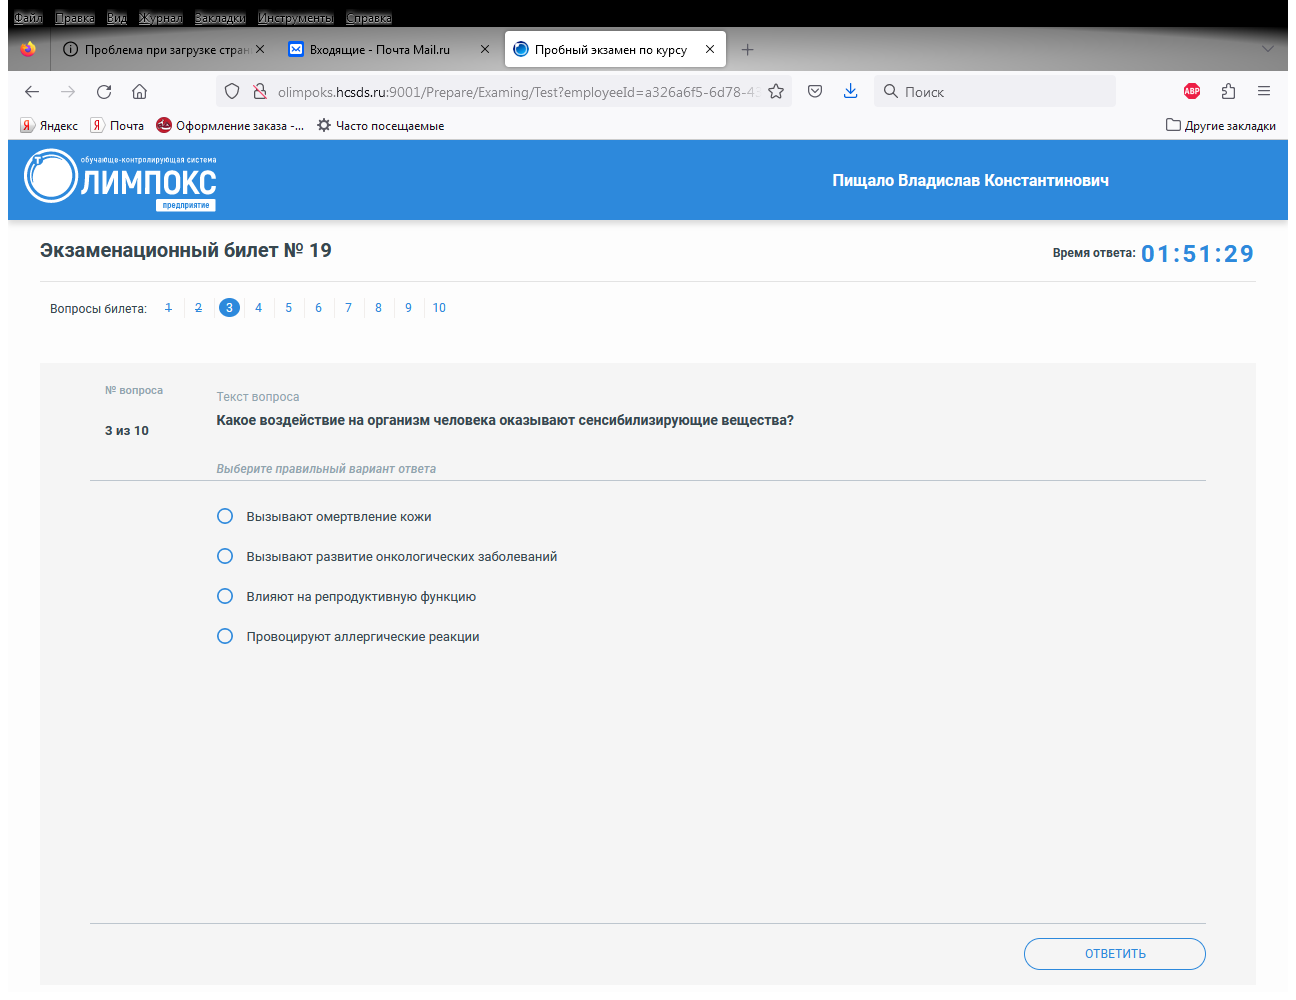 Файл Правка Вид Журнал Закладки Инструменты Справка
Проблема при загрузке стран
Входящие - Почта Mail.ru
Пробный экзамен по курсу
olimpoks.hcsds.ru:9001/Prepare/Examing/Test?employeeId=a326a6f5-6d78-43
Поиск
ABP
Яндекс
Почта
Оформление заказа -...
Часто посещаемые
Другие закладки
обучающе-контролирующая система
ОЛИМПОКС
предприятие
Пищало Владислав Константинович
Экзаменационный билет № 19
Время ответа: 01:51:29
Вопросы билета: 1 2 3 4 5 6 7 8 9 10
№ вопроса
3 из 10
Текст вопроса
Какое воздействие на организм человека оказывают сенсибилизирующие вещества?
Выберите правильный вариант ответа
Вызывают омертвление кожи
Вызывают развитие онкологических заболеваний
Влияют на репродуктивную функцию
Провоцируют аллергические реакции
ОТВЕТИТЬ